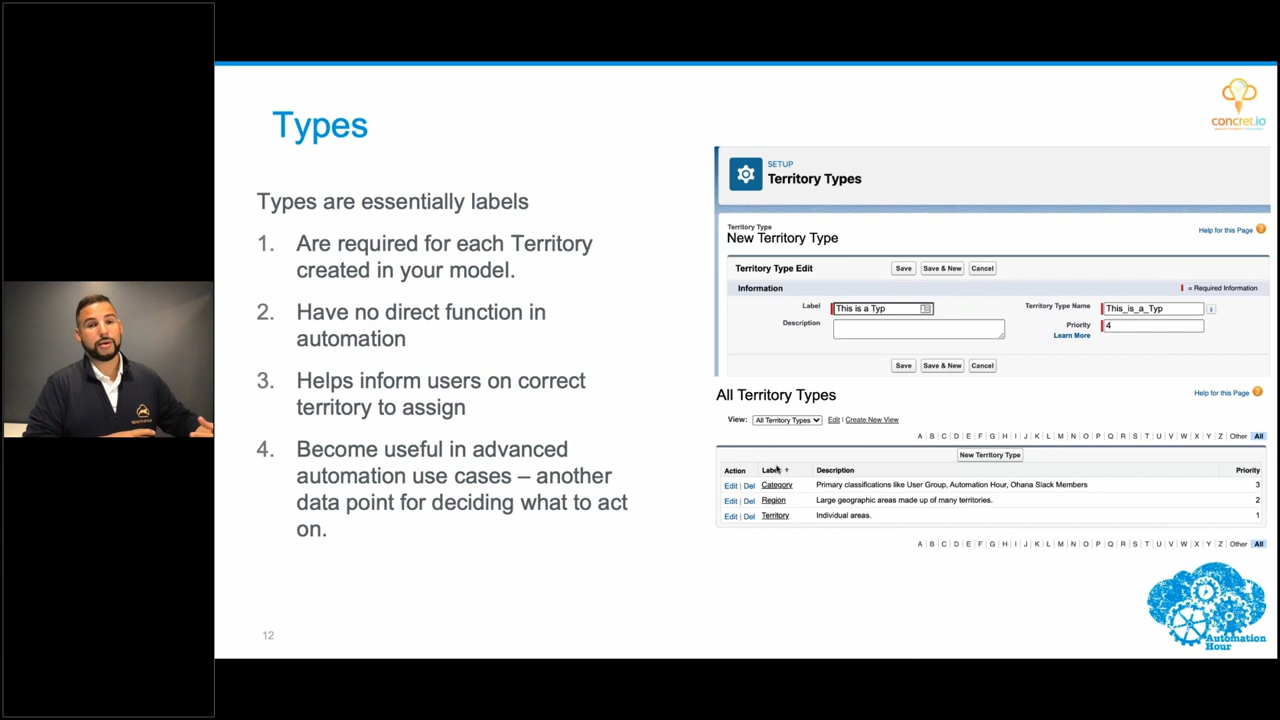 Types
concret.io
Types are essentially labels
1. Are required for each Territory
created in your model.
2. Have no direct function in
automation
3. Helps inform users on correct
territory to assign
4. Become useful in advanced
automation use cases – another
data point for deciding what to act
on.
12
SETUP
Territory Types
Territory Type
New Territory Type
Help for this Page
Territory Type Edit Save Save & New Cancel
Information = Required Information
Label This is a Typ Territory Type Name This_is_a_Typ
Description Priority 4
Learn More
Save Save & New Cancel
All Territory Types Help for this Page
View: All Territory Types Edit | Create New View
A | B | C | D | E | F | G | H | I | J | K | L | M | N | O | P | Q | R | S | T | U | V | W | X | Y | Z | Other | All
New Territory Type
Action Label Description Priority
Edit | Del Category Primary classifications like User Group, Automation Hour, Ohana Slack Members 3
Edit | Del Region Large geographic areas made up of many territories. 2
Edit | Del Territory Individual areas. 1
A | B | C | D | E | F | G | H | I | J | K | L | M | N | O | P | Q | R | S | T | U | V | W | X | Y | Z | Other | All
Automation
Hour